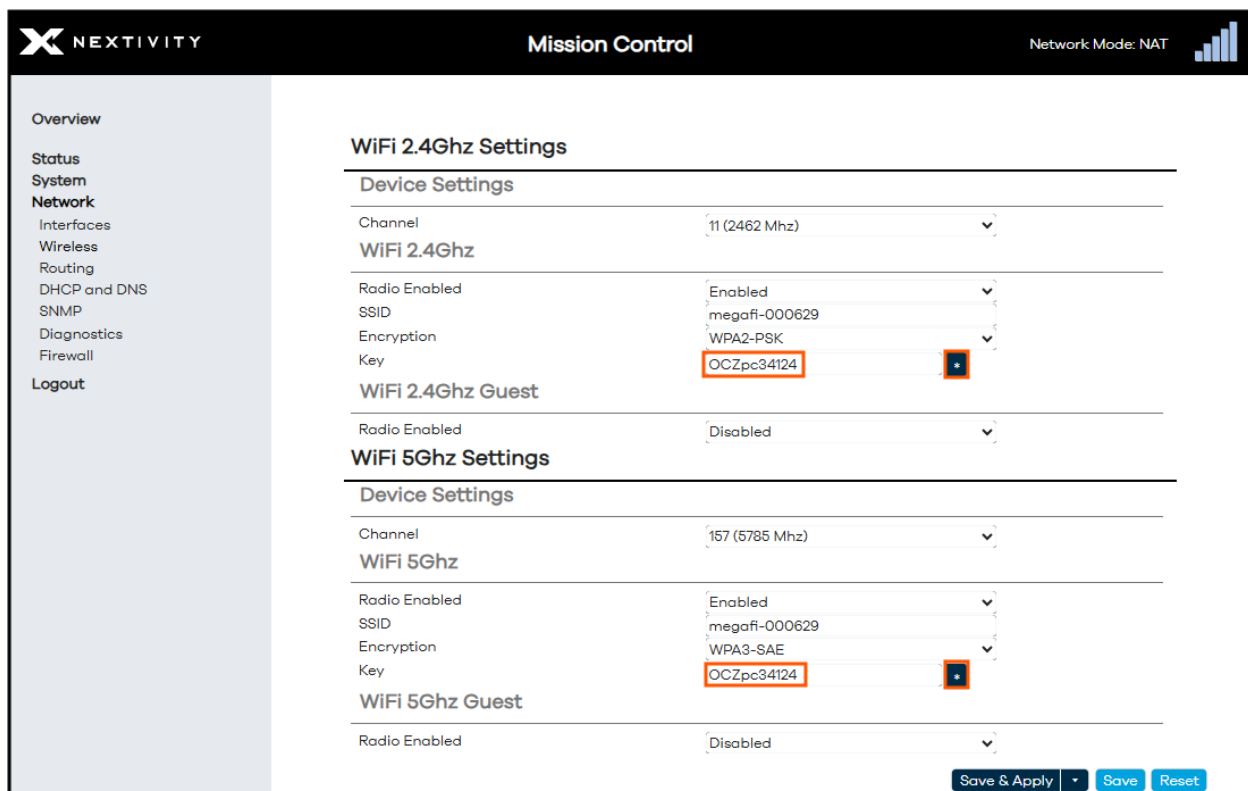 NEXTIVITY
Mission Control
Network Mode: NAT
Overview
Status
System
Network
Interfaces
Wireless
Routing
DHCP and DNS
SNMP
Diagnostics
Firewall
Logout
WiFi 2.4Ghz Settings
Device Settings
Channel 11 (2462 Mhz)
WiFi 2.4Ghz
Radio Enabled Enabled
SSID megafi-000629
Encryption WPA2-PSK
Key OCZpc34124 *
WiFi 2.4Ghz Guest
Radio Enabled Disabled
WiFi 5Ghz Settings
Device Settings
Channel 157 (5785 Mhz)
WiFi 5Ghz
Radio Enabled Enabled
SSID megafi-000629
Encryption WPA3-SAE
Key OCZpc34124 *
WiFi 5Ghz Guest
Radio Enabled Disabled
Save & Apply Save Reset